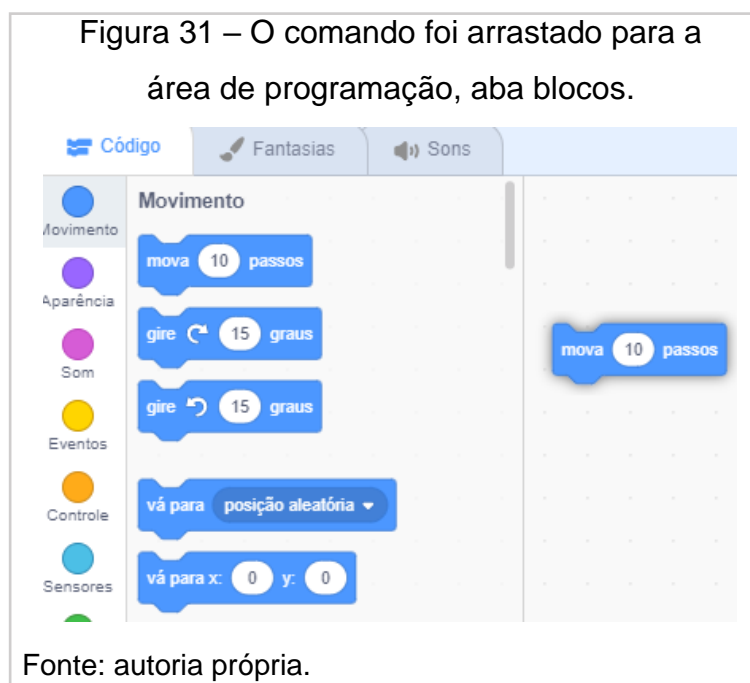 Figura 31 – O comando foi arrastado para a
área de programação, aba blocos.
Código
Fantasias
Sons
Movimento
Aparência
Som
Eventos
Controle
Sensores
Movimento
mova 10 passos
gire 15 graus
gire 15 graus
vá para posição aleatória
vá para x: 0 y: 0
mova 10 passos
Fonte: autoria própria.